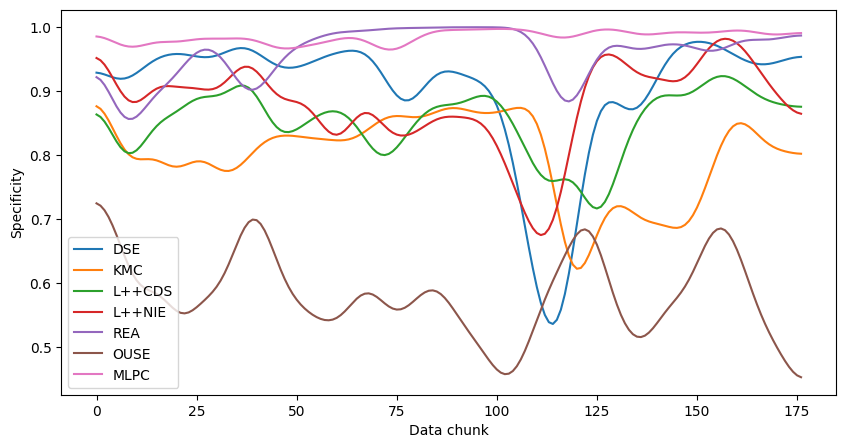 1.0
0.9
0.8
0.7
0.6
0.5
Specificity
DSE
KMC
L++CDS
L++NIE
REA
OUSE
MLPC
0 25 50 75 100 125 150 175
Data chunk